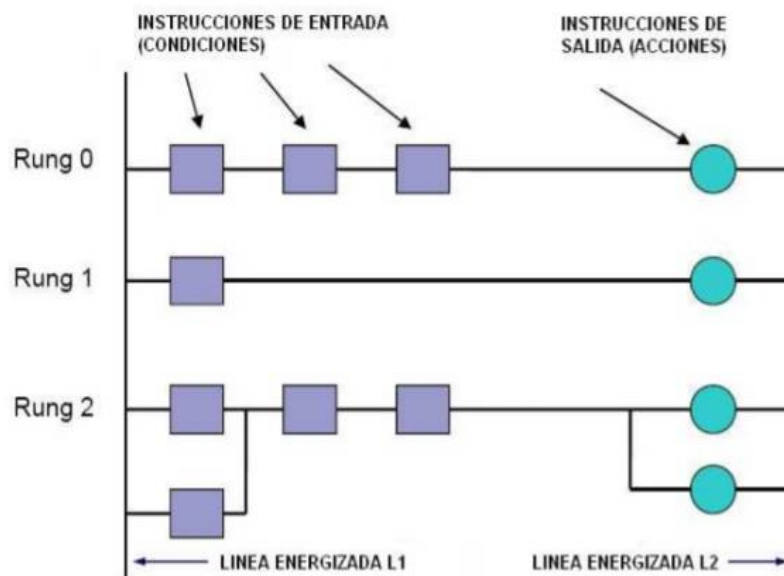 INSTRUCCIONES DE ENTRADA
(CONDICIONES)
INSTRUCCIONES DE
SALIDA (ACCIONES)
Rung 0
Rung 1
Rung 2
LINEA ENERGIZADA L1
LINEA ENERGIZADA L2